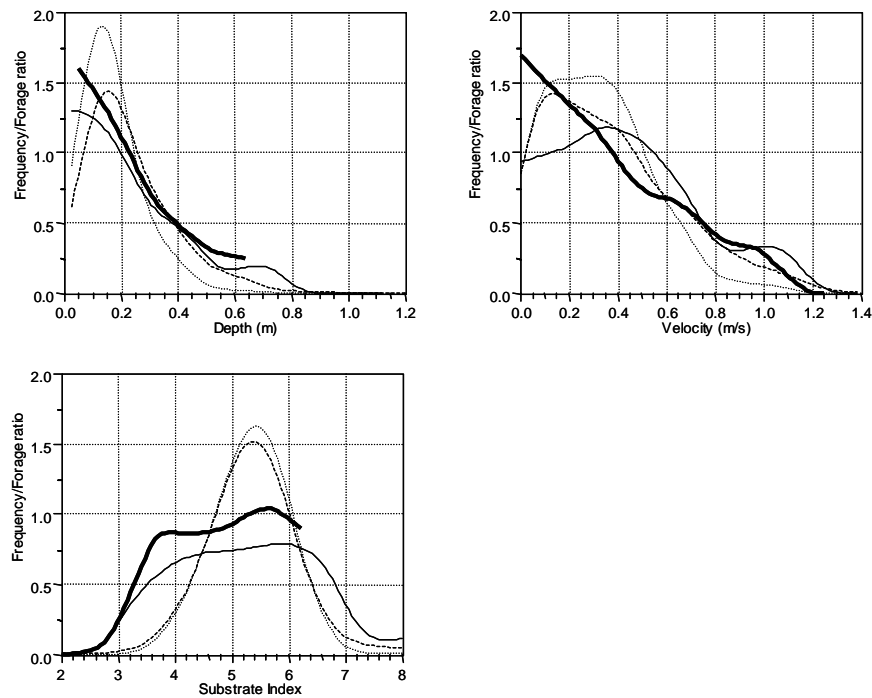 2.0
1.5
1.0
0.5
0.0
Frequency/Forage ratio
0.0 0.2 0.4 0.6 0.8 1.0 1.2
Depth (m)
2.0
1.5
1.0
0.5
0.0
Frequency/Forage ratio
0.0 0.2 0.4 0.6 0.8 1.0 1.2 1.4
Velocity (m/s)
2.0
1.5
1.0
0.5
0.0
Frequency/Forage ratio
2 3 4 5 6 7 8
Substrate Index